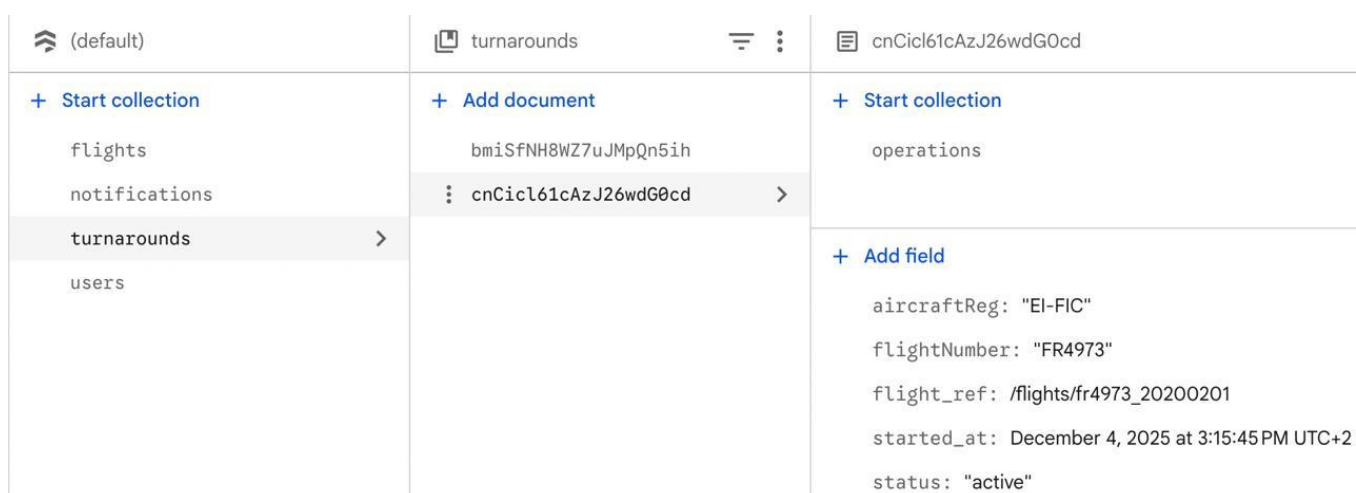 (default)
+ Start collection
flights
notifications
turnarounds
users
turnarounds
+ Add document
bmiSfNH8WZ7uJMpQn5ih
cnCicl61cAzJ26wdG0cd
cnCicl61cAzJ26wdG0cd
+ Start collection
operations
+ Add field
aircraftReg: "EI-FIC"
flightNumber: "FR4973"
flight_ref: /flights/fr4973_20200201
started_at: December 4, 2025 at 3:15:45 PM UTC+2
status: "active"